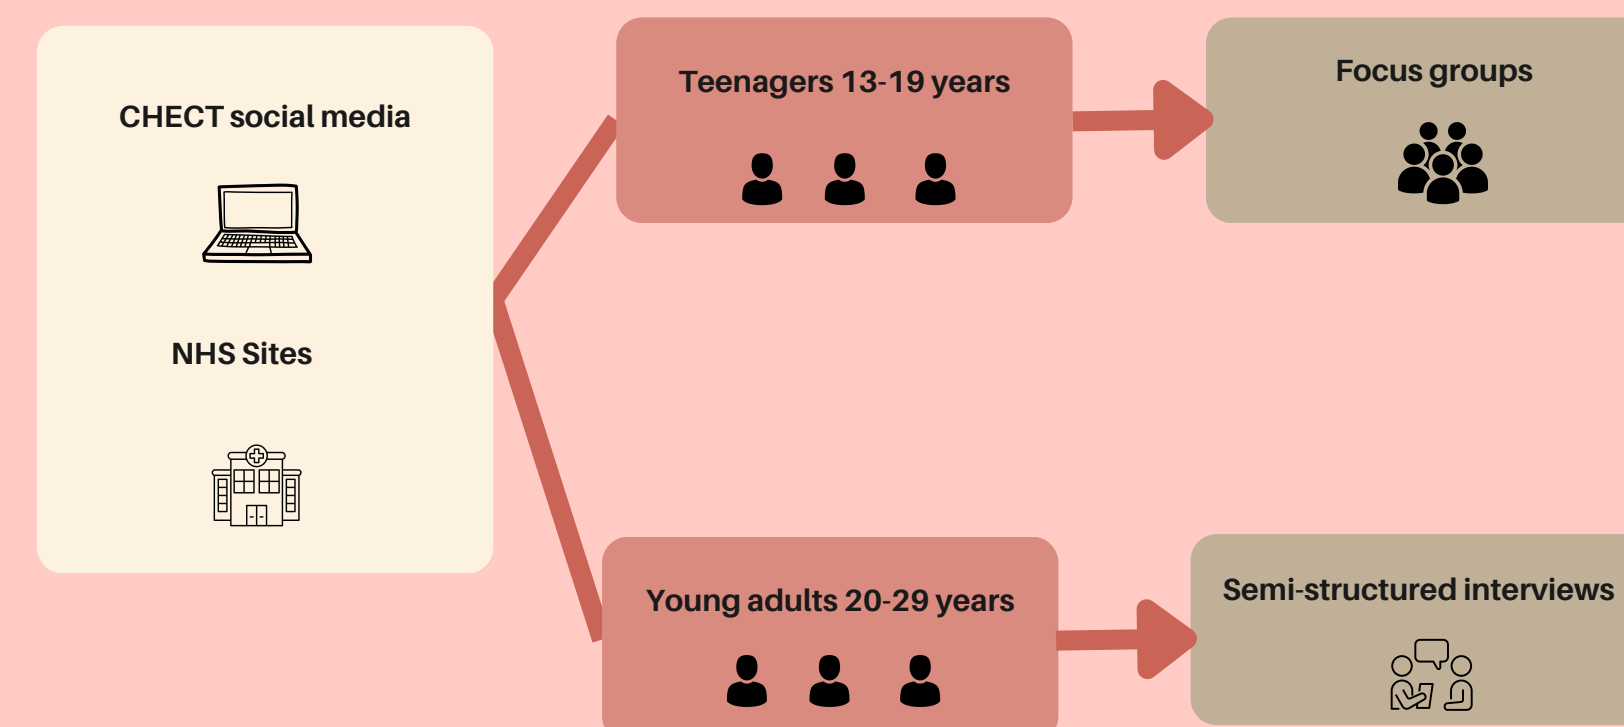 CHECT social media
NHS Sites
Teenagers 13-19 years
Focus groups
Young adults 20-29 years
Semi-structured interviews